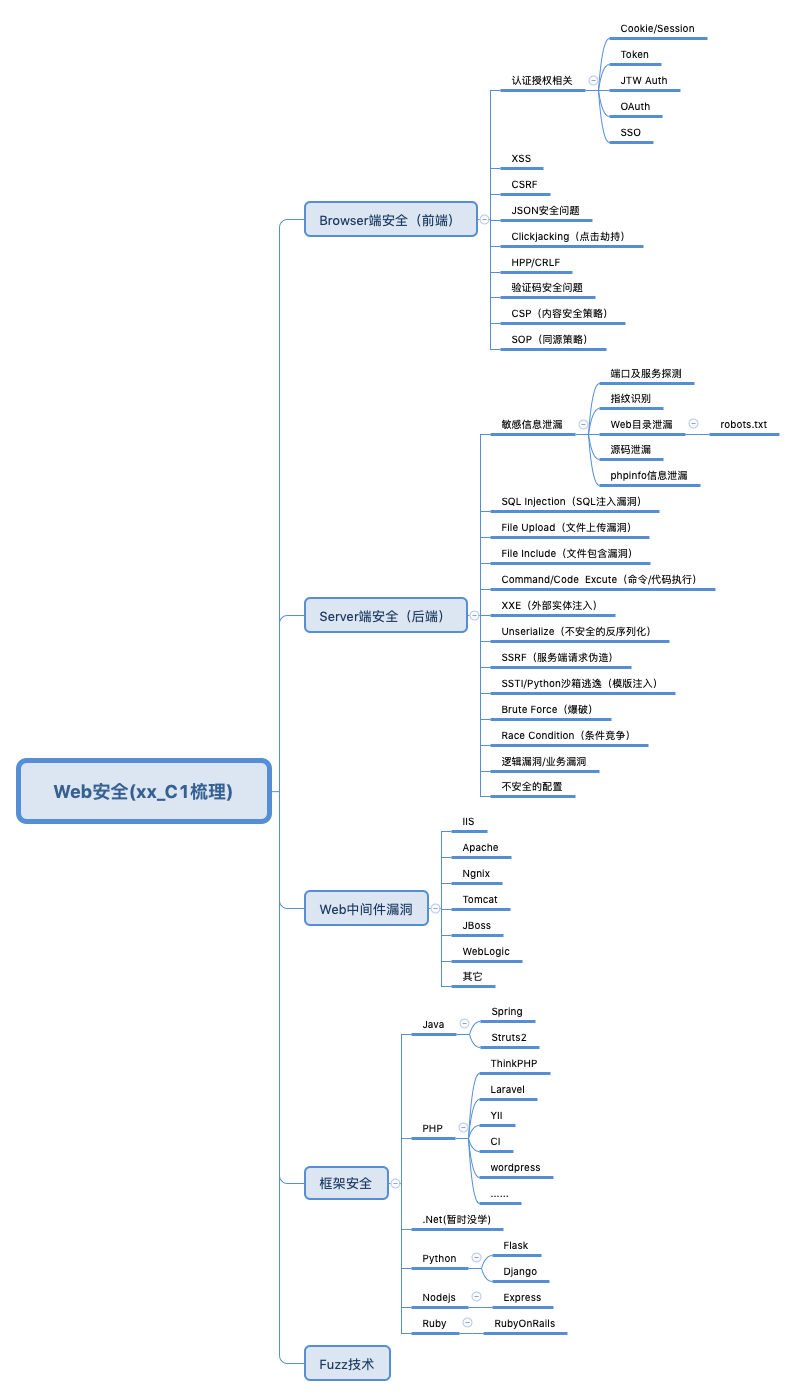 Web安全(xx_C1梳理)
Browser端安全（前端）
认证授权相关
Cookie/Session
Token
JTW Auth
OAuth
SSO
XSS
CSRF
JSON安全问题
Clickjacking（点击劫持）
HPP/CRLF
验证码安全问题
CSP（内容安全策略）
SOP（同源策略）
Server端安全（后端）
敏感信息泄漏
端口及服务探测
指纹识别
Web目录泄漏
robots.txt
源码泄漏
phpinfo信息泄漏
SQL Injection（SQL注入漏洞）
File Upload（文件上传漏洞）
File Include（文件包含漏洞）
Command/Code  Excute（命令/代码执行）
XXE（外部实体注入）
Unserialize（不安全的反序列化）
SSRF（服务端请求伪造）
SSTI/Python沙箱逃逸（模版注入）
Brute Force（爆破）
Race Condition（条件竞争）
逻辑漏洞/业务漏洞
不安全的配置
Web中间件漏洞
IIS
Apache
Ngnix
Tomcat
JBoss
WebLogic
其它
框架安全
Java
Spring
Struts2
PHP
ThinkPHP
Laravel
YII
CI
wordpress
......
.Net(暂时没学)
Python
Flask
Django
Nodejs
Express
Ruby
RubyOnRails
Fuzz技术